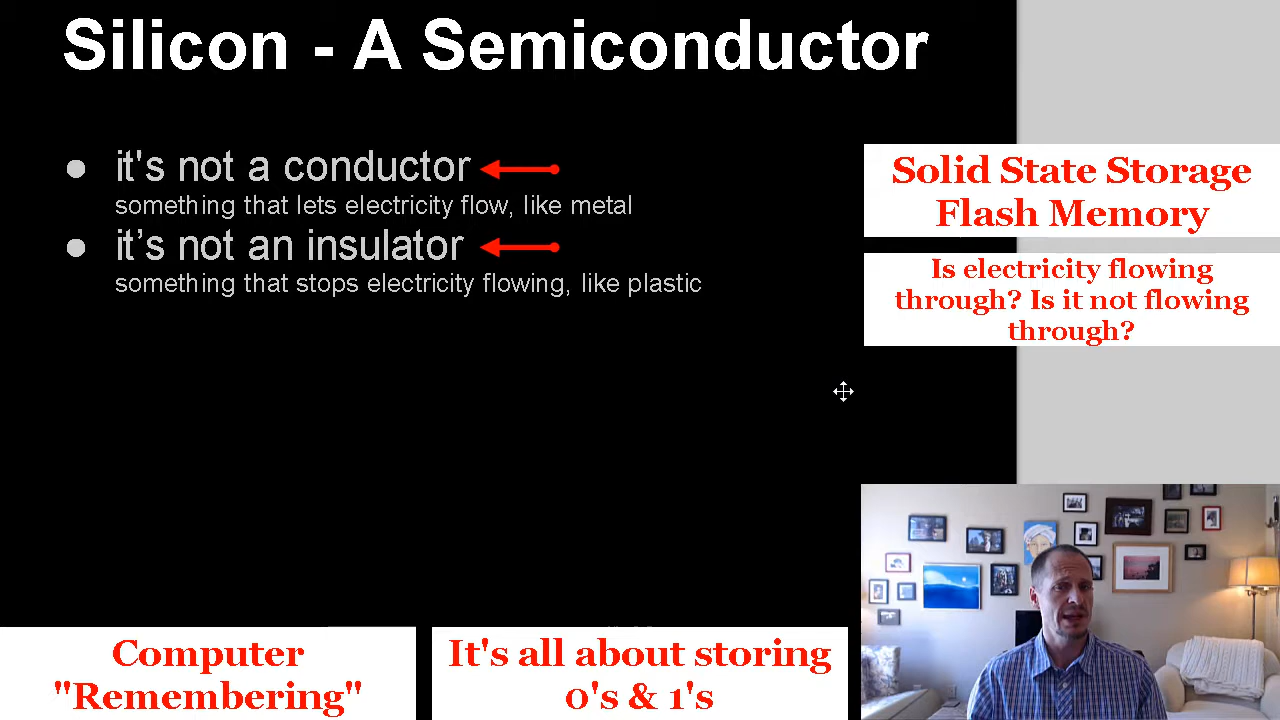 Silicon - A Semiconductor
● it's not a conductor
something that lets electricity flow, like metal
● it’s not an insulator
something that stops electricity flowing, like plastic
Solid State Storage
Flash Memory
Is electricity flowing
through? Is it not flowing
through?
Computer
"Remembering"
It's all about storing
0's & 1's